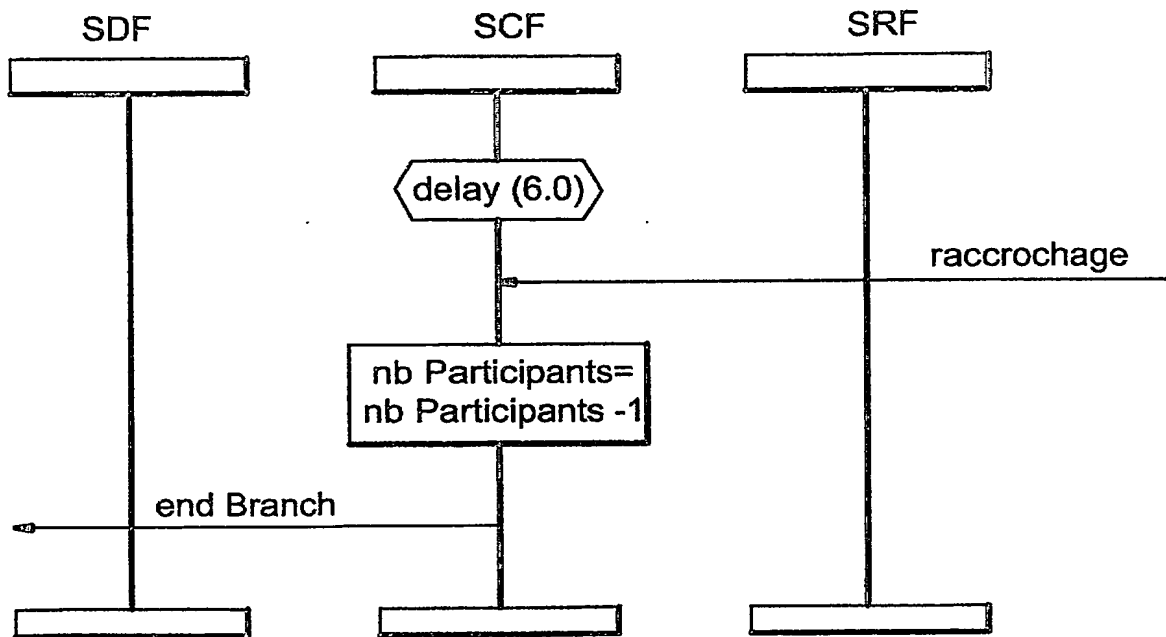 SDF
SCF
SRF
delay (6.0)
raccrochage
nb Participants=
nb Participants -1
end Branch